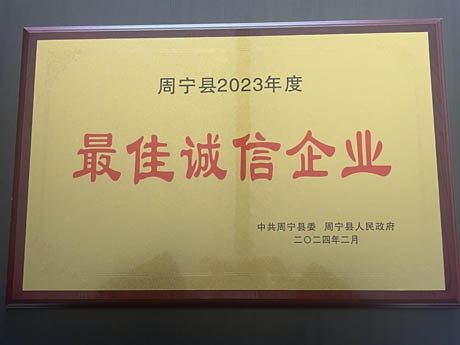 周宁县2023年度
最佳诚信企业
中共周宁县委 周宁县人民政府
二〇二四年二月